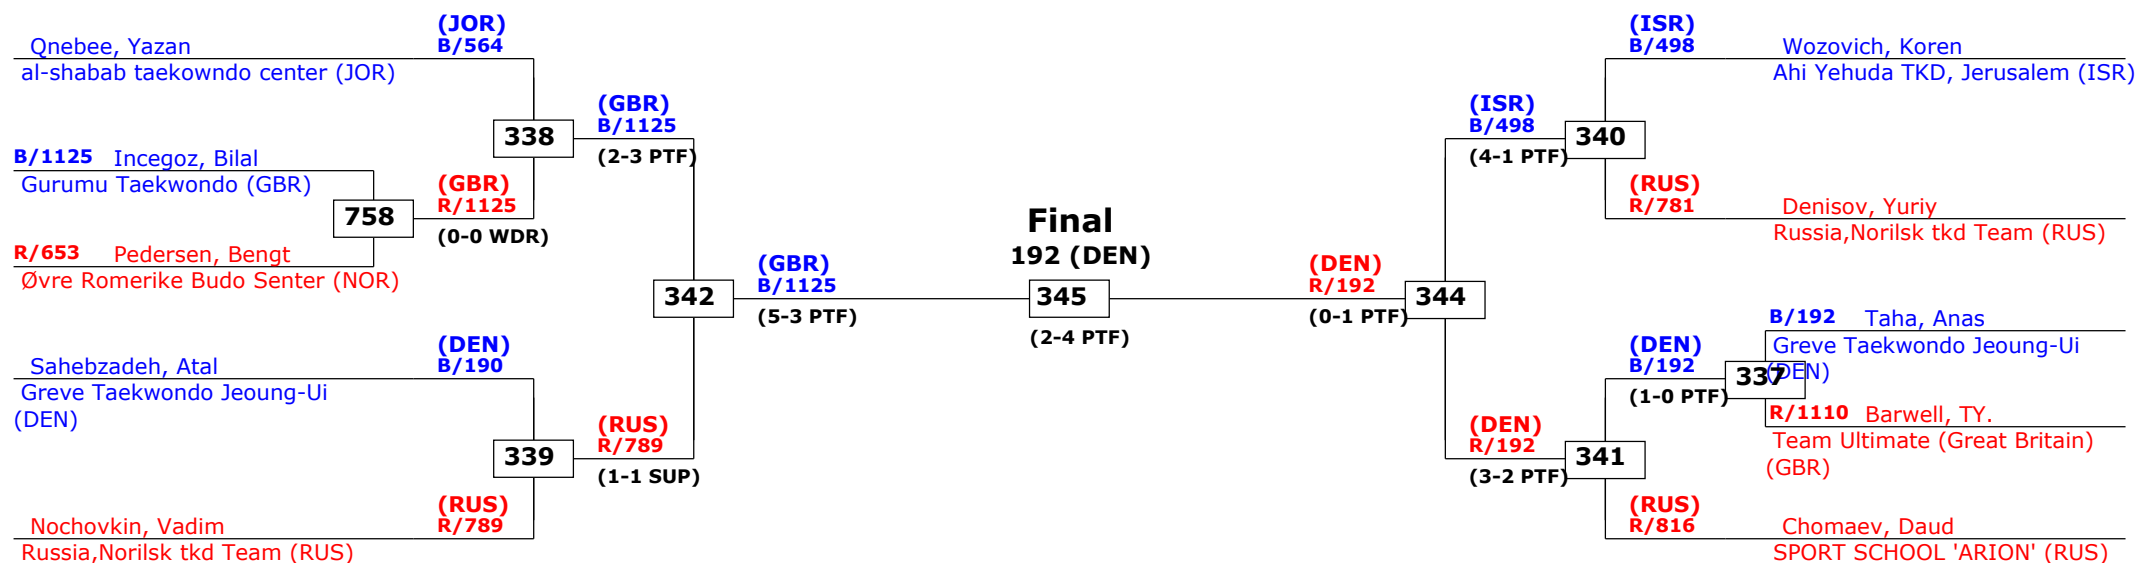 (JOR)
B/564
Qnebee, Yazan
al-shabab taekowndo center (JOR)
338
(GBR)
B/1125
(2-3 PTF)
B/1125 Incegoz, Bilal
Gurumu Taekwondo (GBR)
758
(GBR)
R/1125
(0-0 WDR)
R/653 Pedersen, Bengt
Øvre Romerike Budo Senter (NOR)
342
(GBR)
B/1125
(5-3 PTF)
(DEN)
B/190
Sahebzadeh, Atal
Greve Taekwondo Jeoung-Ui
(DEN)
339
(RUS)
R/789
(1-1 SUP)
(RUS)
R/789
Nochovkin, Vadim
Russia,Norilsk tkd Team (RUS)
Final
192 (DEN)
345
(2-4 PTF)
(ISR)
B/498
Wozovich, Koren
Ahi Yehuda TKD, Jerusalem (ISR)
(ISR)
B/498
(4-1 PTF)
340
(RUS)
R/781
Denisov, Yuriy
Russia,Norilsk tkd Team (RUS)
(DEN)
R/192
(0-1 PTF)
344
B/192 Taha, Anas
Greve Taekwondo Jeoung-Ui
(DEN)
337
(DEN)
B/192
(1-0 PTF)
R/1110 Barwell, TY.
Team Ultimate (Great Britain)
(GBR)
(DEN)
R/192
(3-2 PTF)
341
(RUS)
R/816
Chomaev, Daud
SPORT SCHOOL 'ARION' (RUS)